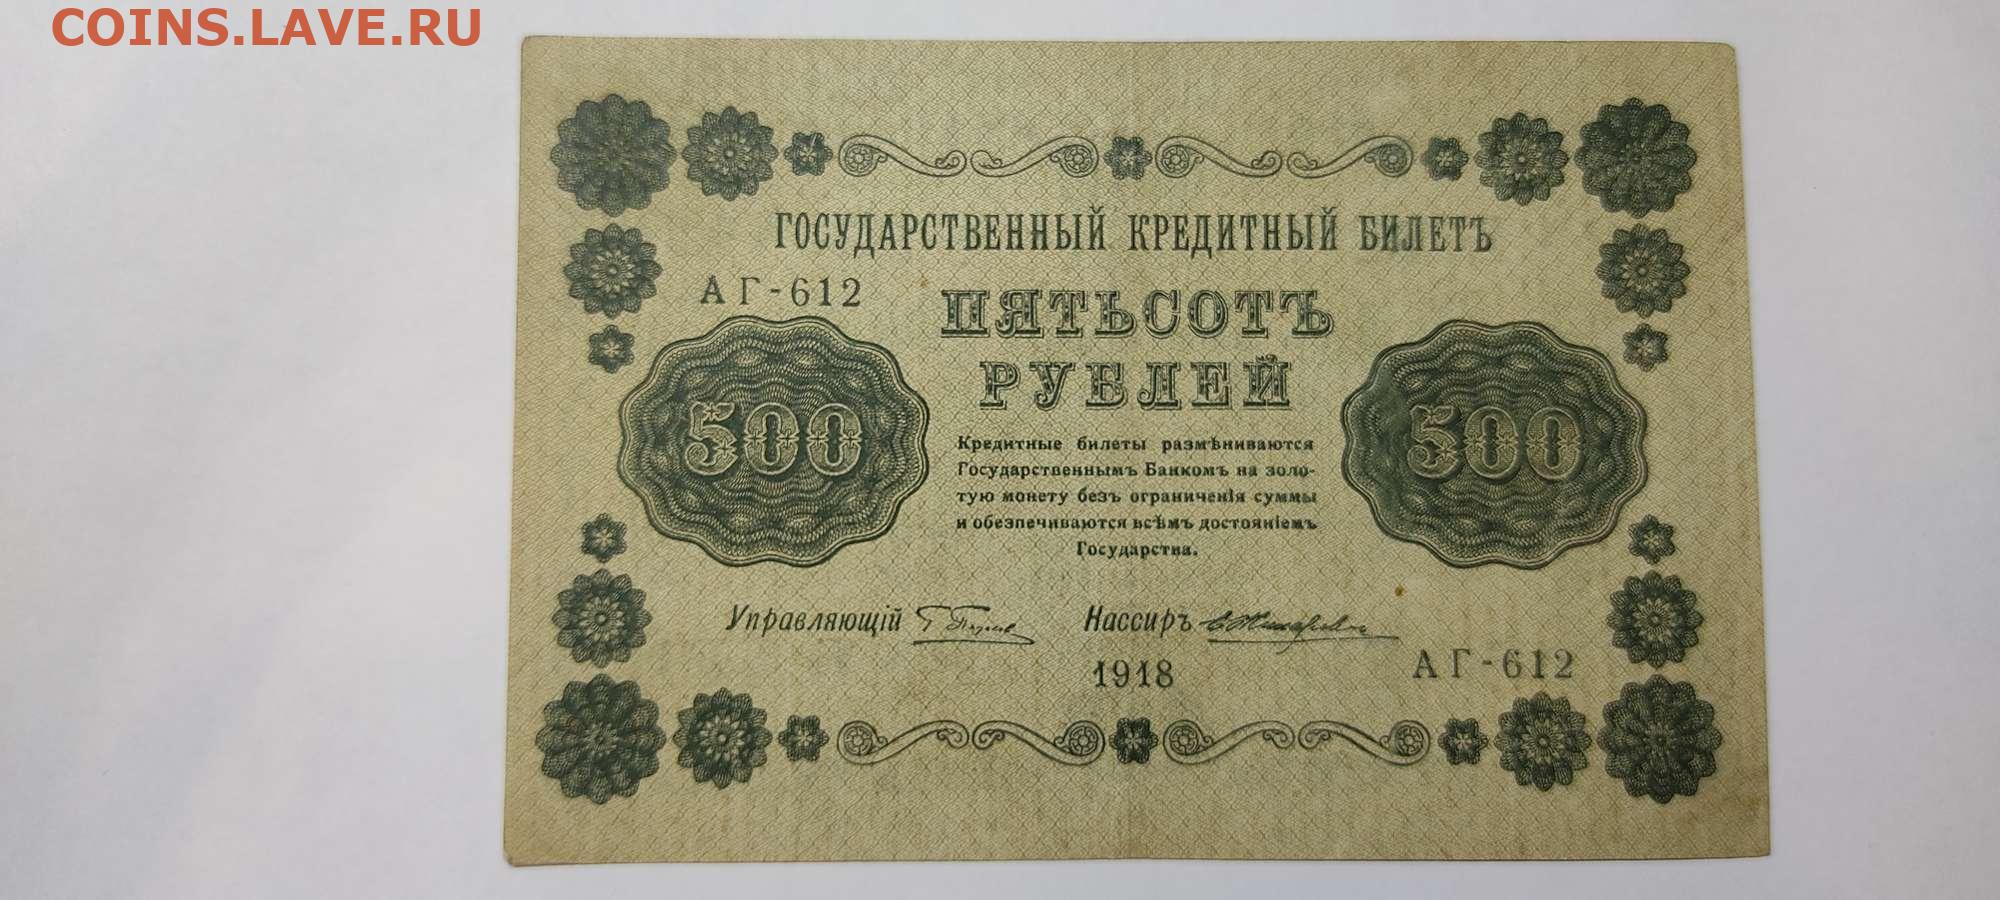 COINS.LAVE.RU
ГОСУДАРСТВЕННЫЙ КРЕДИТНЫЙ БИЛЕТЪ
АГ-612
ПЯТЬСОТЪ
РУБЛЕЙ
500
500
Кредитные билеты размѣниваются
Государственнымъ Банкомъ на золо-
тую монету безъ ограниченія суммы
и обезпечиваются всѣмъ достояніемъ
Государства.
Управляющій Кассиръ
1918
АГ-612